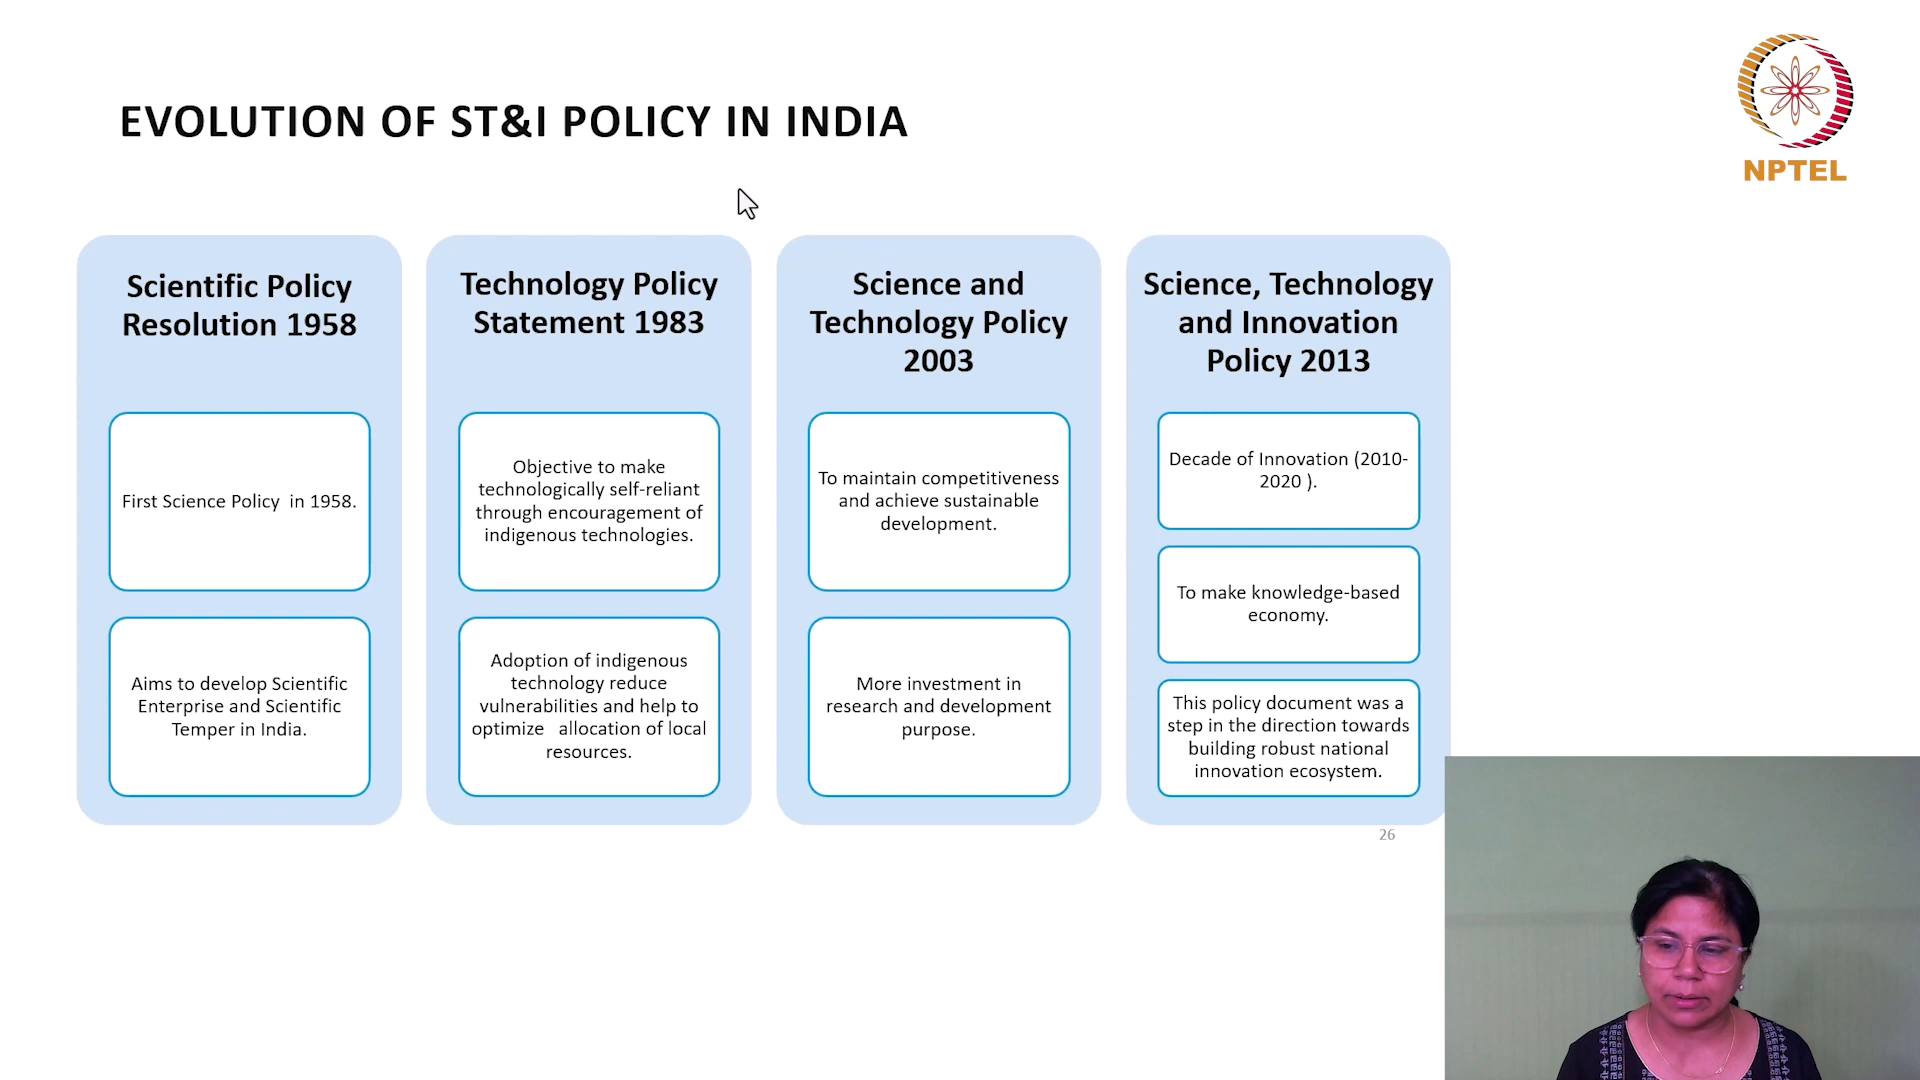 EVOLUTION OF ST&I POLICY IN INDIA
NPTEL
Scientific Policy
Resolution 1958
First Science Policy  in 1958.
Aims to develop Scientific
Enterprise and Scientific
Temper in India.
Technology Policy
Statement 1983
Objective to make
technologically self-reliant
through encouragement of
indigenous technologies.
Adoption of indigenous
technology reduce
vulnerabilities and help to
optimize   allocation of local
resources.
Science and
Technology Policy
2003
To maintain competitiveness
and achieve sustainable
development.
More investment in
research and development
purpose.
Science, Technology
and Innovation
Policy 2013
Decade of Innovation (2010-
2020 ).
To make knowledge-based
economy.
This policy document was a
step in the direction towards
building robust national
innovation ecosystem.
26